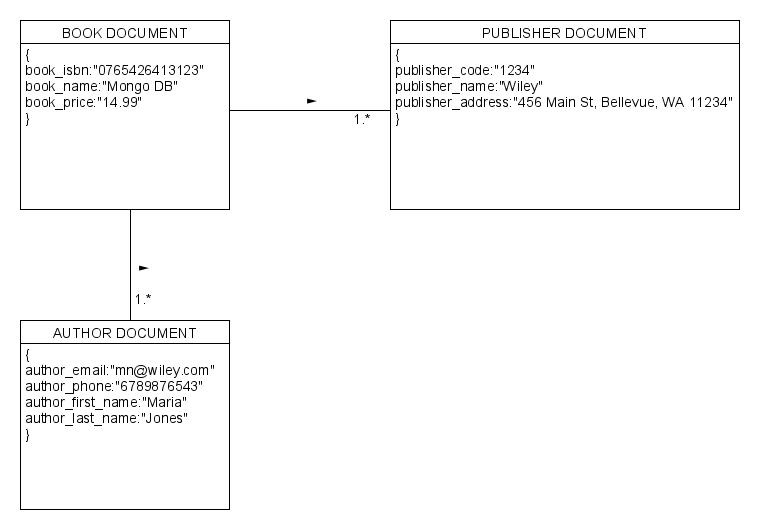 BOOK DOCUMENT
{
book_isbn:"0765426413123"
book_name:"Mongo DB"
book_price:"14.99"
}
PUBLISHER DOCUMENT
{
publisher_code:"1234"
publisher_name:"Wiley"
publisher_address:"456 Main St, Bellevue, WA 11234"
}
1.*
1.*
AUTHOR DOCUMENT
{
author_email:"mn@wiley.com"
author_phone:"6789876543"
author_first_name:"Maria"
author_last_name:"Jones"
}